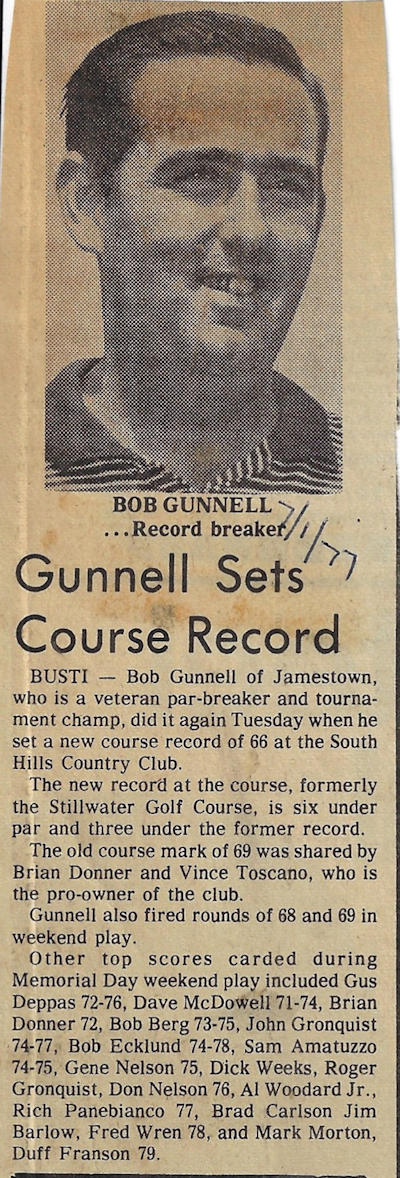 BOB GUNNELL
...Record breaker
7/1/77
Gunnell Sets
Course Record
BUSTI — Bob Gunnell of Jamestown,
who is a veteran par-breaker and tourna-
ment champ, did it again Tuesday when he
set a new course record of 66 at the South
Hills Country Club.
The new record at the course, formerly
the Stillwater Golf Course, is six under
par and three under the former record.
The old course mark of 69 was shared by
Brian Donner and Vince Toscano, who is
the pro-owner of the club.
Gunnell also fired rounds of 68 and 69 in
weekend play.
Other top scores carded during
Memorial Day weekend play included Gus
Deppas 72-76, Dave McDowell 71-74, Brian
Donner 72, Bob Berg 73-75, John Gronquist
74-77, Bob Ecklund 74-78, Sam Amatuzzo
74-75, Gene Nelson 75, Dick Weeks, Roger
Gronquist, Don Nelson 76, Al Woodard Jr.,
Rich Panebianco 77, Brad Carlson Jim
Barlow, Fred Wren 78, and Mark Morton,
Duff Franson 79.